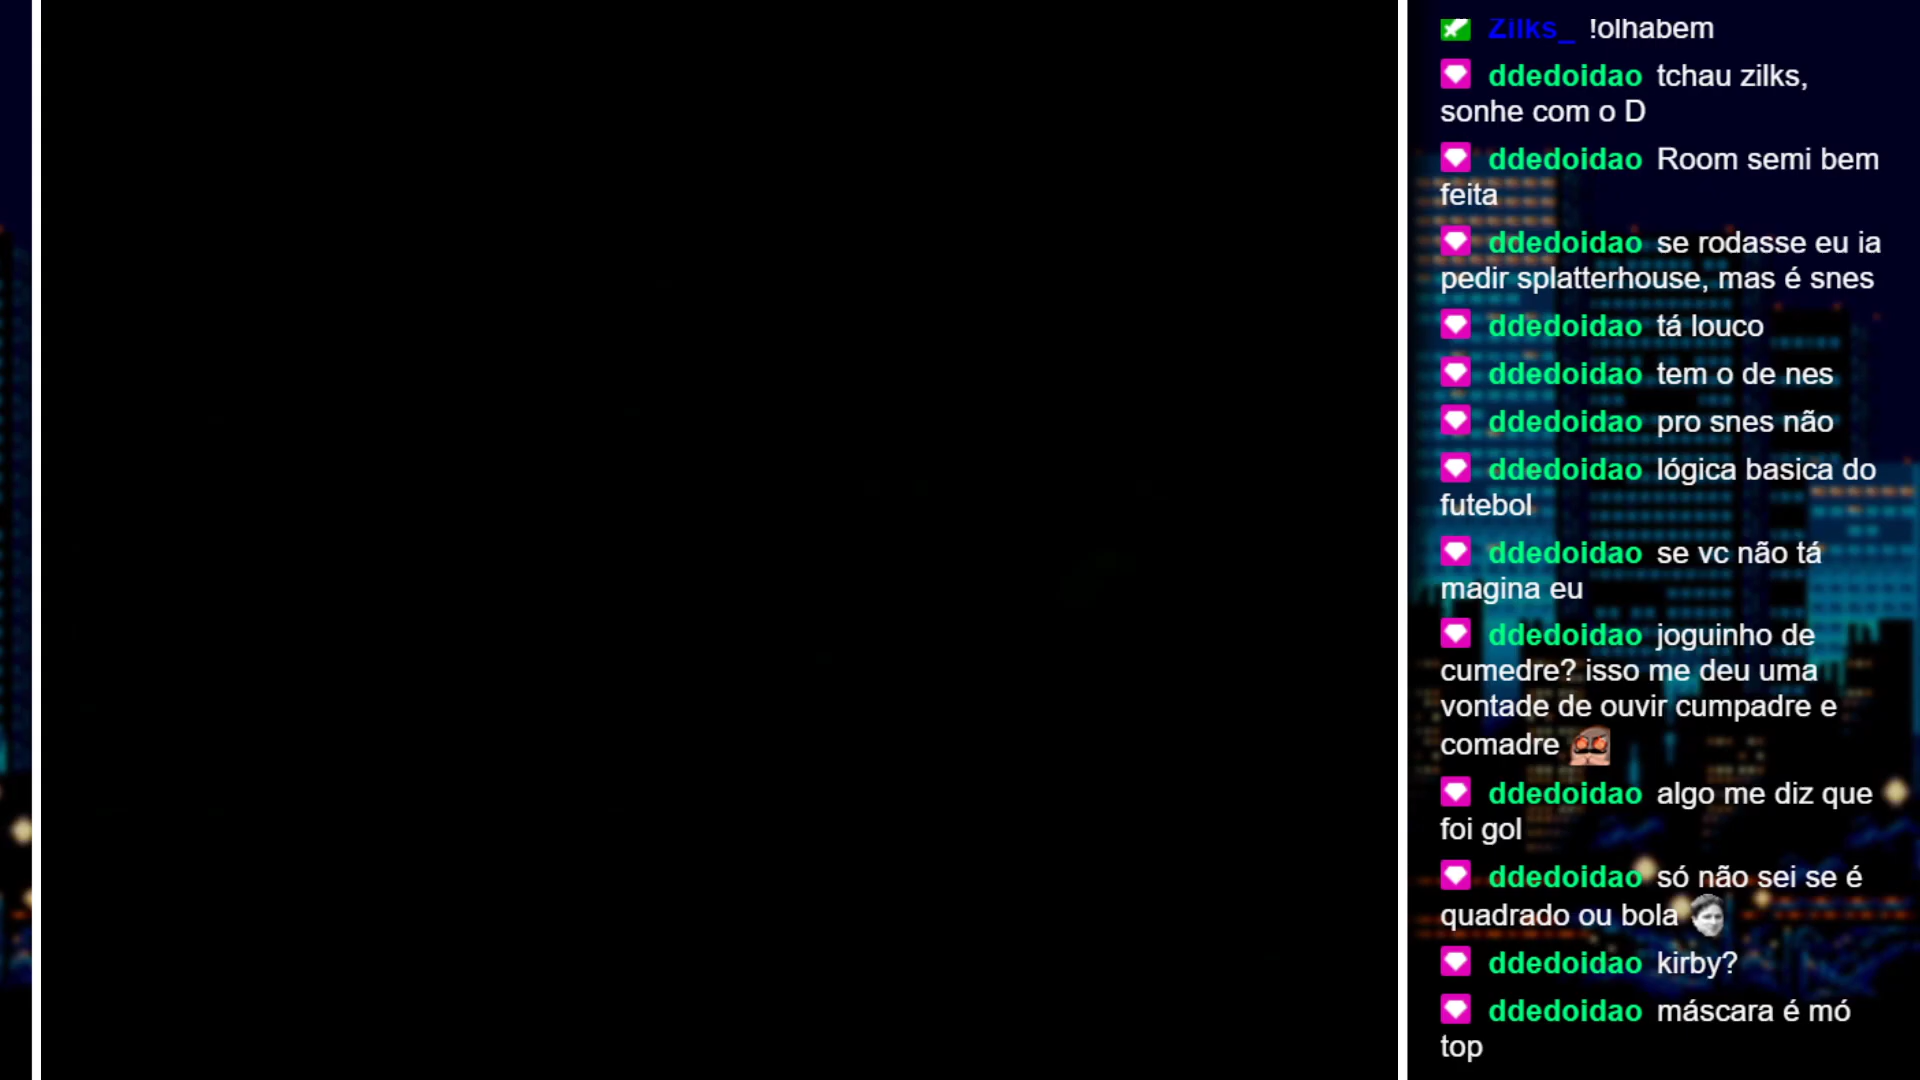 Zilks_ !olhabem
ddedoidao tchau zilks,
sonhe com o D
ddedoidao Room semi bem
feita
ddedoidao se rodasse eu ia
pedir splatterhouse, mas é snes
ddedoidao tá louco
ddedoidao tem o de nes
ddedoidao pro snes não
ddedoidao lógica basica do
futebol
ddedoidao se vc não tá
magina eu
ddedoidao joguinho de
cumedre? isso me deu uma
vontade de ouvir cumpadre e
comadre
ddedoidao algo me diz que
foi gol
ddedoidao só não sei se é
quadrado ou bola
ddedoidao kirby?
ddedoidao máscara é mó
top